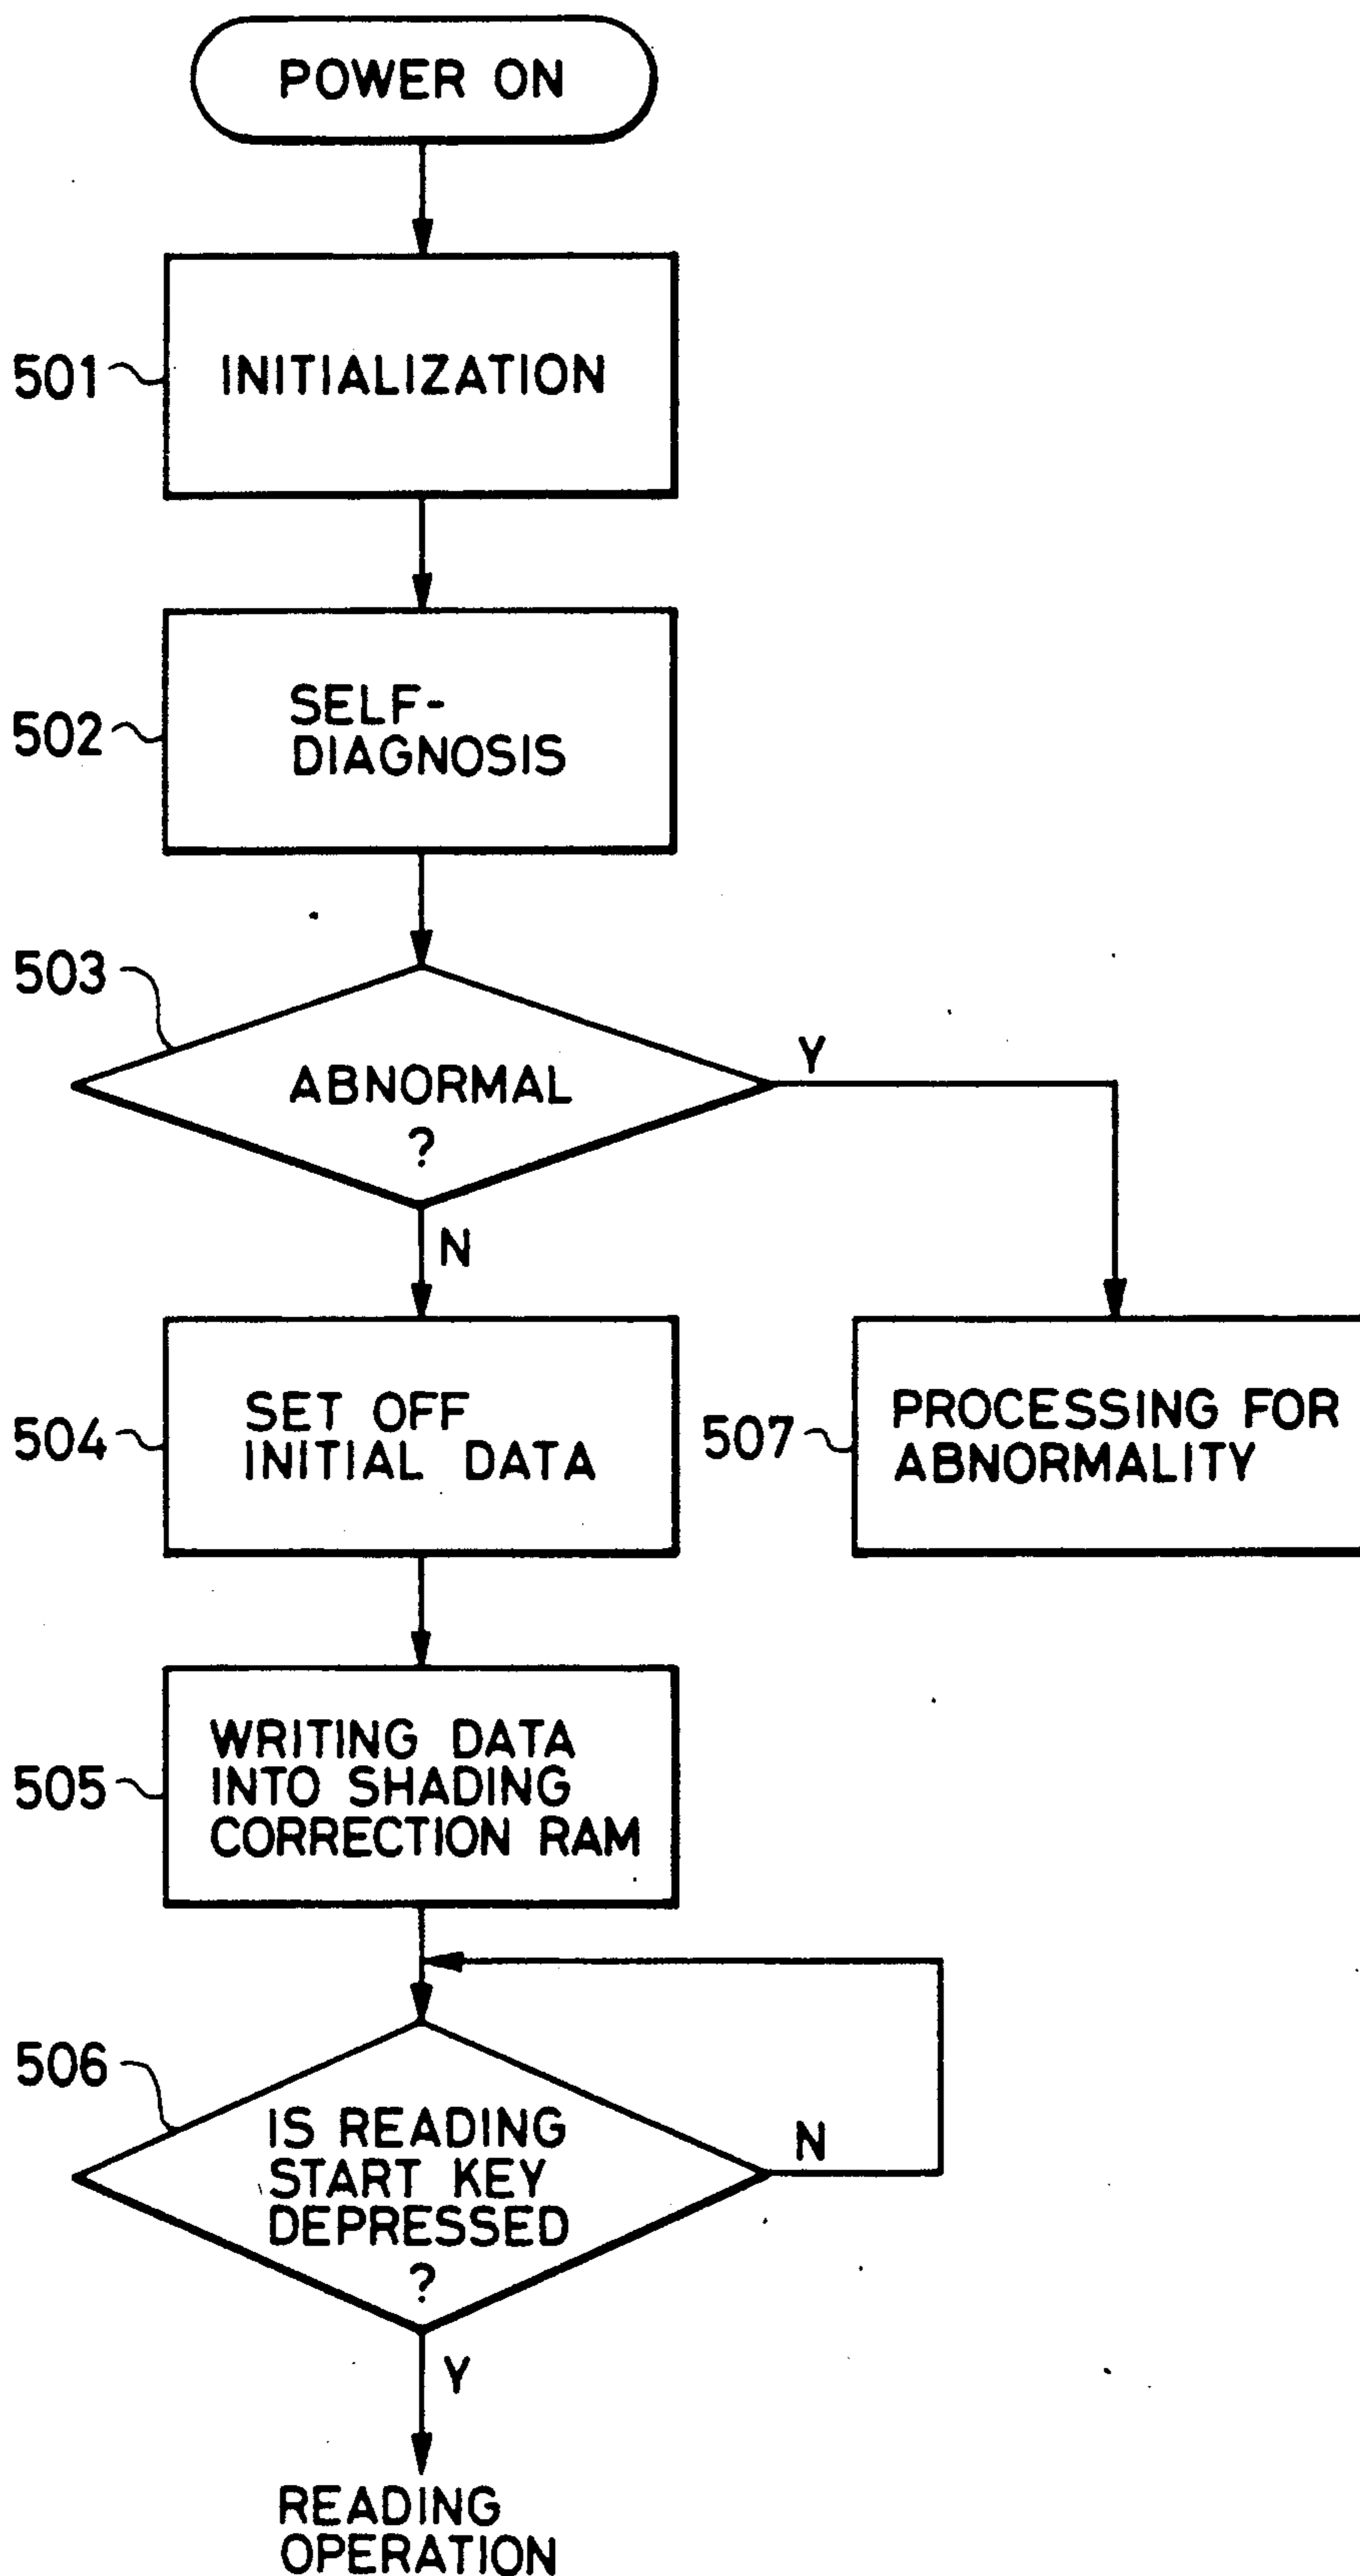 POWER ON
501
INITIALIZATION
502
SELF-
DIAGNOSIS
503
ABNORMAL
?
Y
N
504
SET OFF
INITIAL DATA
507
PROCESSING FOR
ABNORMALITY
505
WRITING DATA
INTO SHADING
CORRECTION RAM
506
IS READING
START KEY
DEPRESSED
?
N
Y
READING
OPERATION